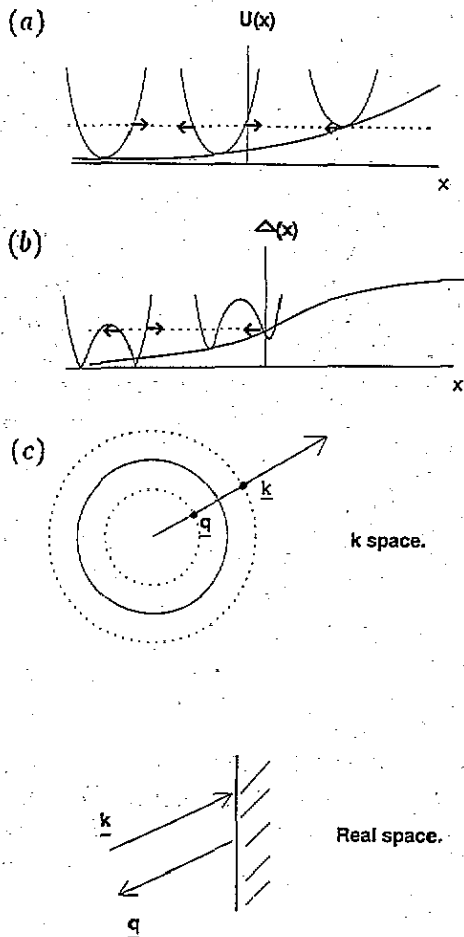 (a)
U(x)
x
(b)
Δ(x)
x
(c)
k
q
k space.
k
Real space.
q